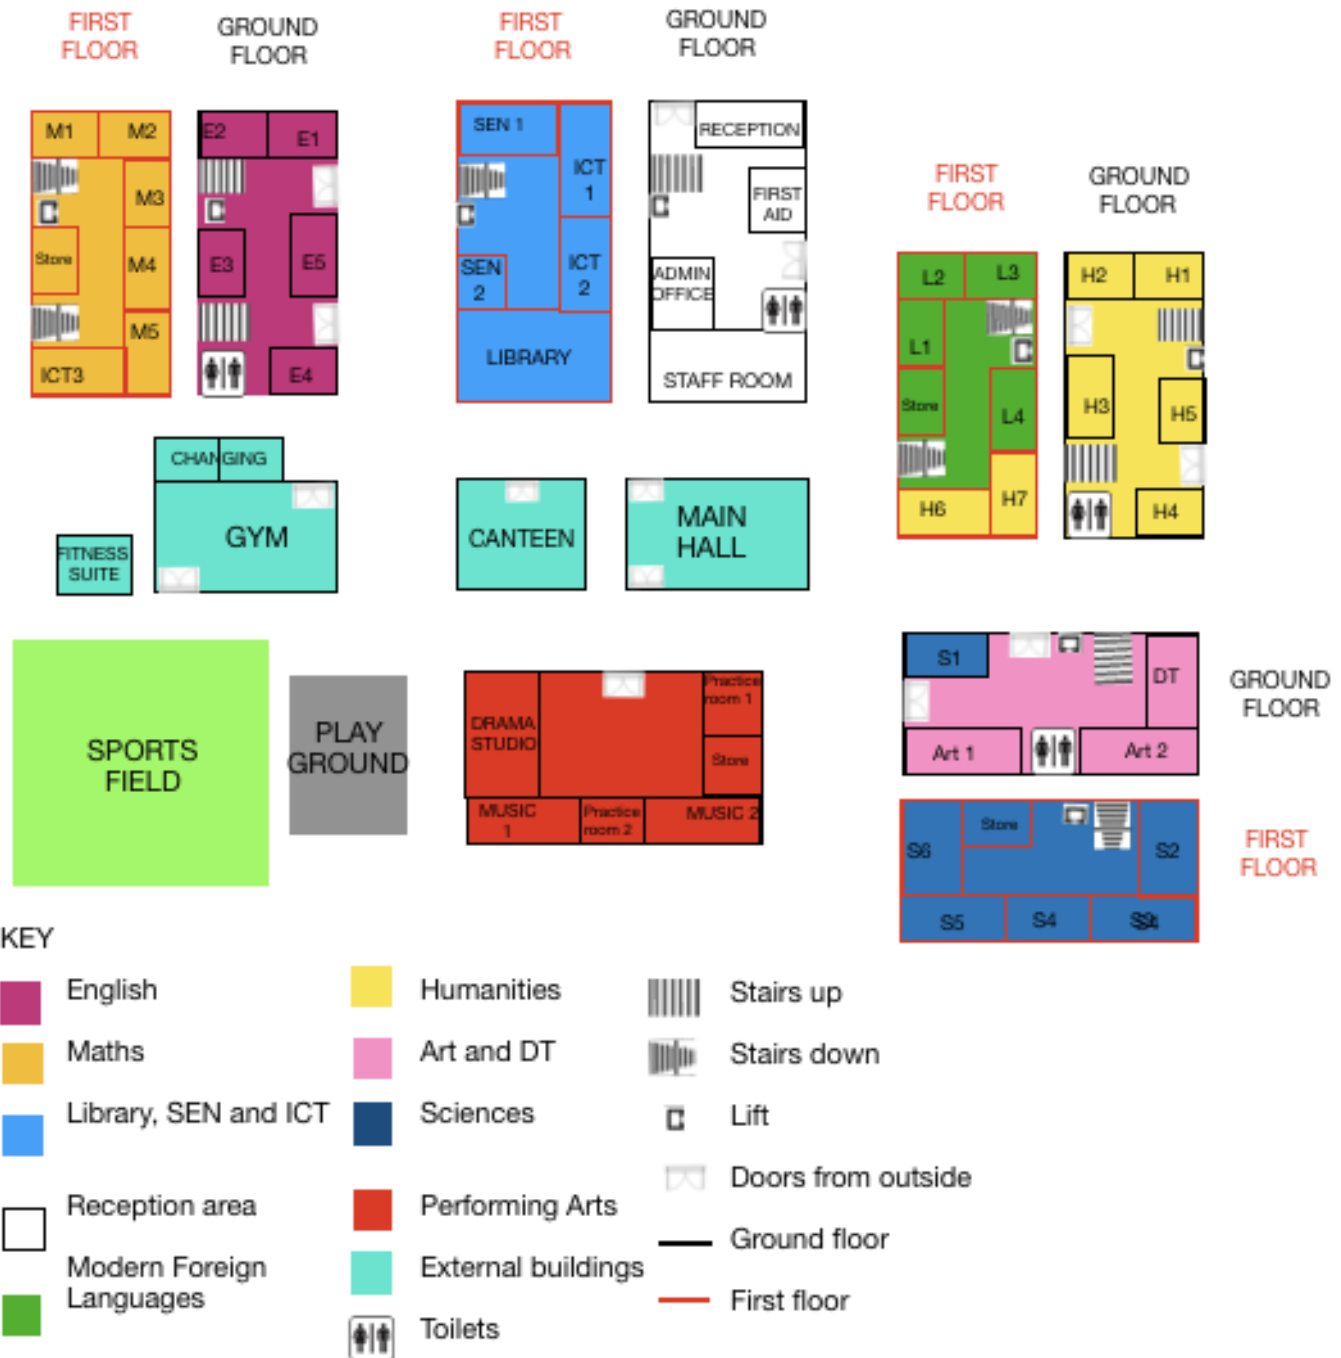 FIRST
FLOOR
GROUND
FLOOR
FIRST
FLOOR
GROUND
FLOOR
M1
M2
M3
Store
M4
M5
ICT3
E2
E1
E3
E5
E4
SEN 1
ICT
1
SEN
2
ICT
2
LIBRARY
RECEPTION
FIRST
AID
ADMIN
OFFICE
STAFF ROOM
FIRST
FLOOR
GROUND
FLOOR
L2
L3
L1
Store
L4
H6
H7
H2
H1
H3
H5
H4
CHANGING
GYM
FITNESS
SUITE
CANTEEN
MAIN
HALL
SPORTS
FIELD
PLAY
GROUND
DRAMA
STUDIO
Practice
room 1
Store
MUSIC
1
Practice
room 2
MUSIC 2
S1
DT
Art 1
Art 2
GROUND
FLOOR
S6
Store
S2
S5
S4
FIRST
FLOOR
KEY
English
Maths
Library, SEN and ICT
Reception area
Modern Foreign
Languages
Humanities
Art and DT
Sciences
Performing Arts
External buildings
Toilets
Stairs up
Stairs down
Lift
Doors from outside
Ground floor
First floor